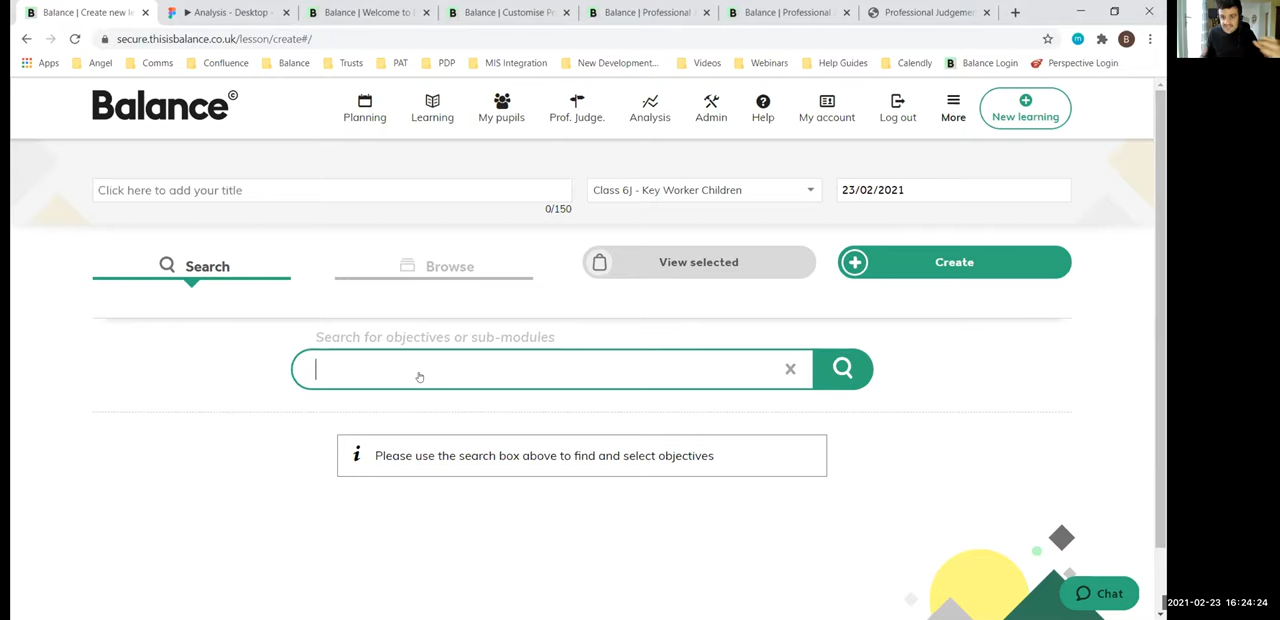 Balance | Create new le
Analysis - Desktop -
Balance | Welcome to
Balance | Customise Pr
Balance | Professional J
Balance | Professional J
Professional Judgeme
secure.thisisbalance.co.uk/lesson/create#/
m
B
Apps Angel Comms Confluence Balance Trusts PAT PDP MIS Integration New Development... Videos Webinars Help Guides Calendly Balance Login Perspective Login
Balance©
Planning
Learning
My pupils
Prof. Judge.
Analysis
Admin
Help
My account
Log out
More
New learning
Click here to add your title
0/150
Class 6J - Key Worker Children
23/02/2021
Search
Browse
View selected
Create
Search for objectives or sub-modules
i Please use the search box above to find and select objectives
Chat
2021-02-23 16:24:24